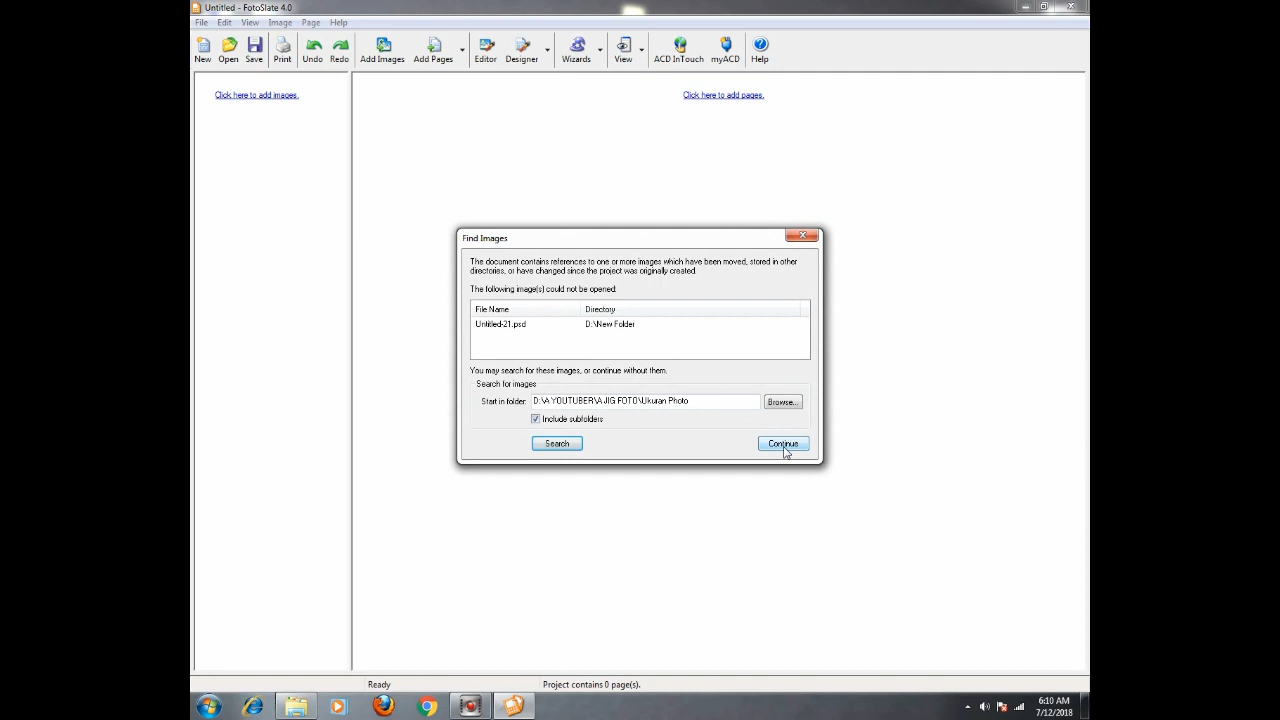 Untitled - FotoSlate 4.0
File Edit View Image Page Help
New Open Save Print Undo Redo Add Images Add Pages Editor Designer Wizards View ACD InTouch myACD Help
Click here to add images.
Click here to add pages.
Find Images
The document contains references to one or more images which have been moved, stored in other
directories, or have changed since the project was originally created.
The following image(s) could not be opened:
File Name Directory
Untitled-21.psd D:\New Folder
You may search for these images, or continue without them.
Search for images
Start in folder: D:\A YOUTUBER\A JIG FOTO\Ukuran Photo Browse...
Include subfolders
Search Continue
Ready Project contains 0 page(s).
6:10 AM
7/12/2018